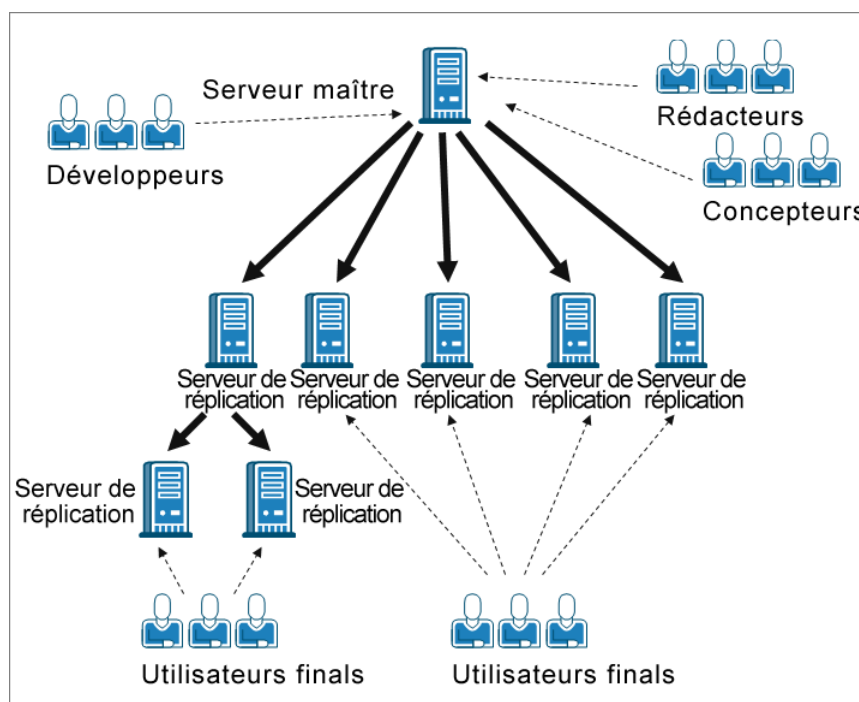 Serveur maître
Rédacteurs
Développeurs
Concepteurs
Serveur de
réplication
Serveur de
réplication
Serveur de
réplication
Serveur de
réplication
Serveur de
réplication
Serveur de
réplication
Serveur de
réplication
Utilisateurs finals
Utilisateurs finals